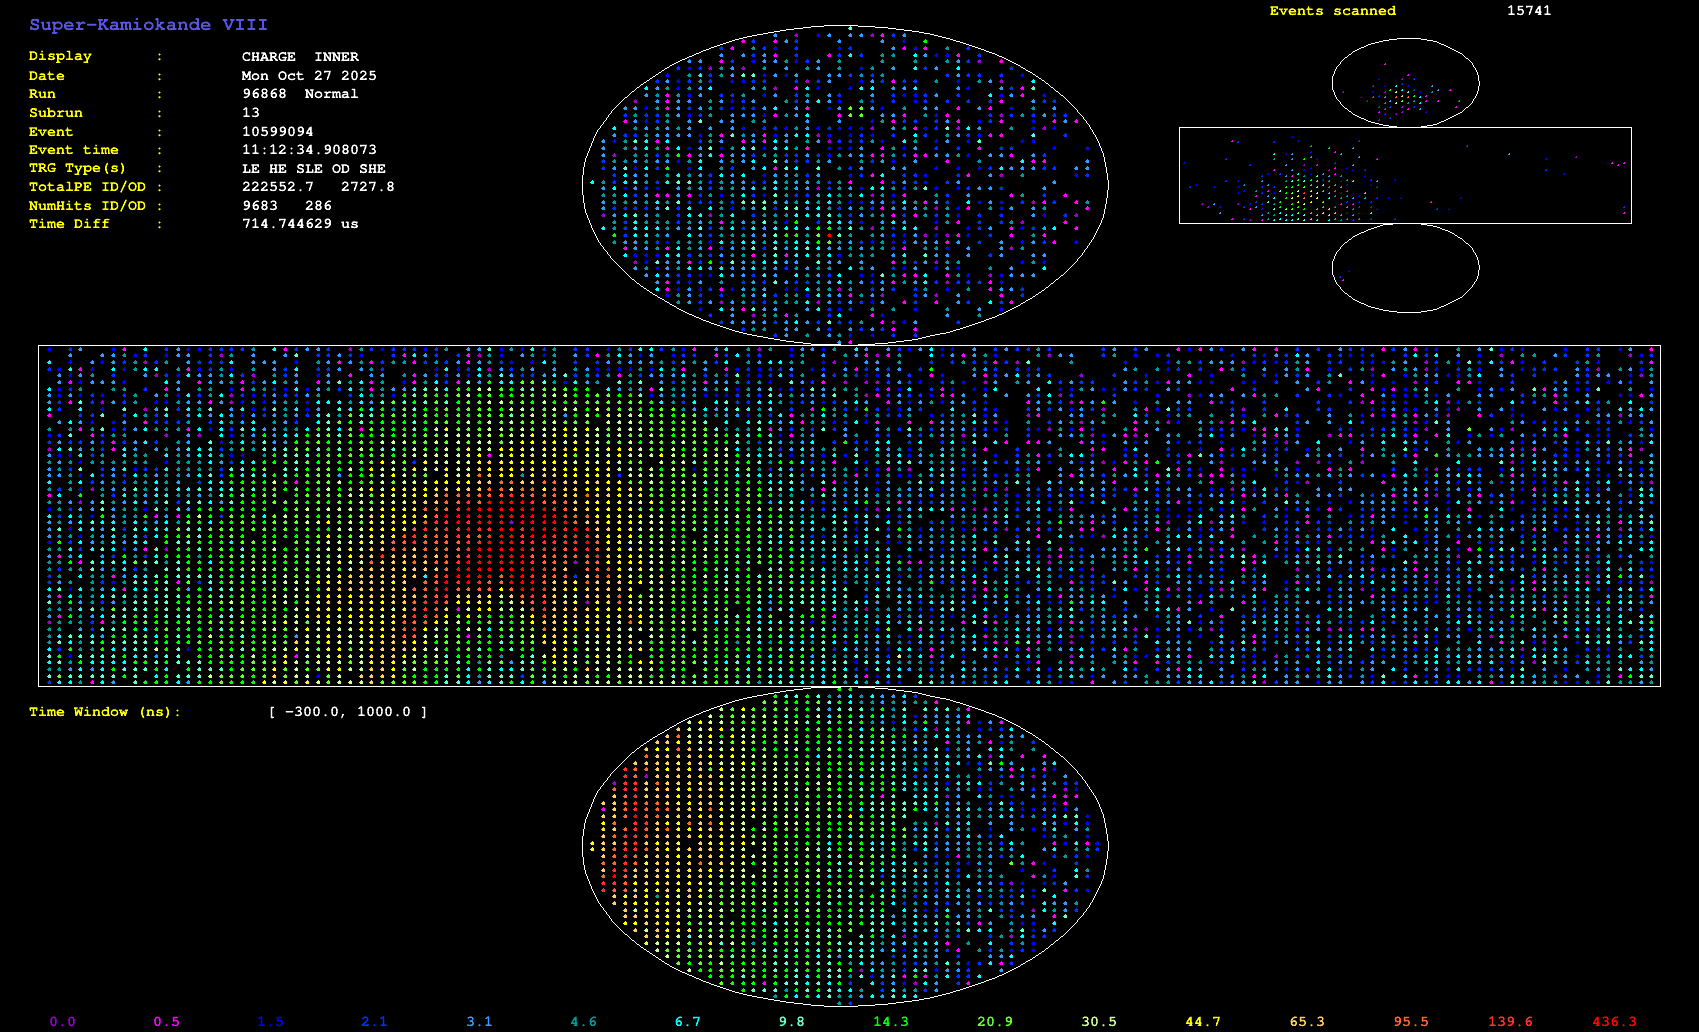 Super-Kamiokande VIII
Events scanned 15741
Display : CHARGE INNER
Date : Mon Oct 27 2025
Run : 96868 Normal
Subrun : 13
Event : 10599094
Event time : 11:12:34.908073
TRG Type(s) : LE HE SLE OD SHE
TotalPE ID/OD : 222552.7 2727.8
NumHits ID/OD : 9683 286
Time Diff : 714.744629 us
Time Window (ns): [ -300.0, 1000.0 ]
0.0 0.5 1.5 2.1 3.1 4.6 6.7 9.8 14.3 20.9 30.5 44.7 65.3 95.5 139.6 436.3